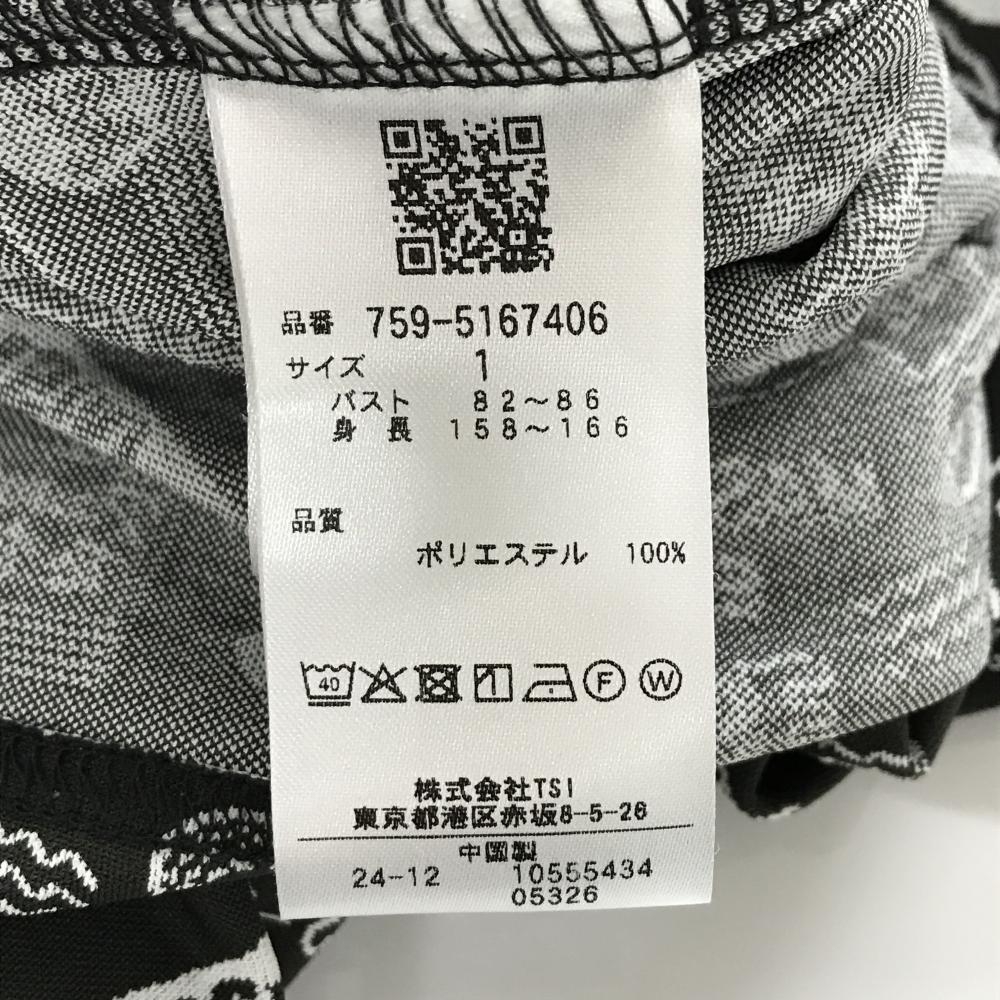 品番 759-5167406
サイズ 1
バスト 82～86
身長 158～166
品質
ポリエステル 100%
40 F W
株式会社TSI
東京都港区赤坂8-5-26
中国製
24-12 10555434
05326